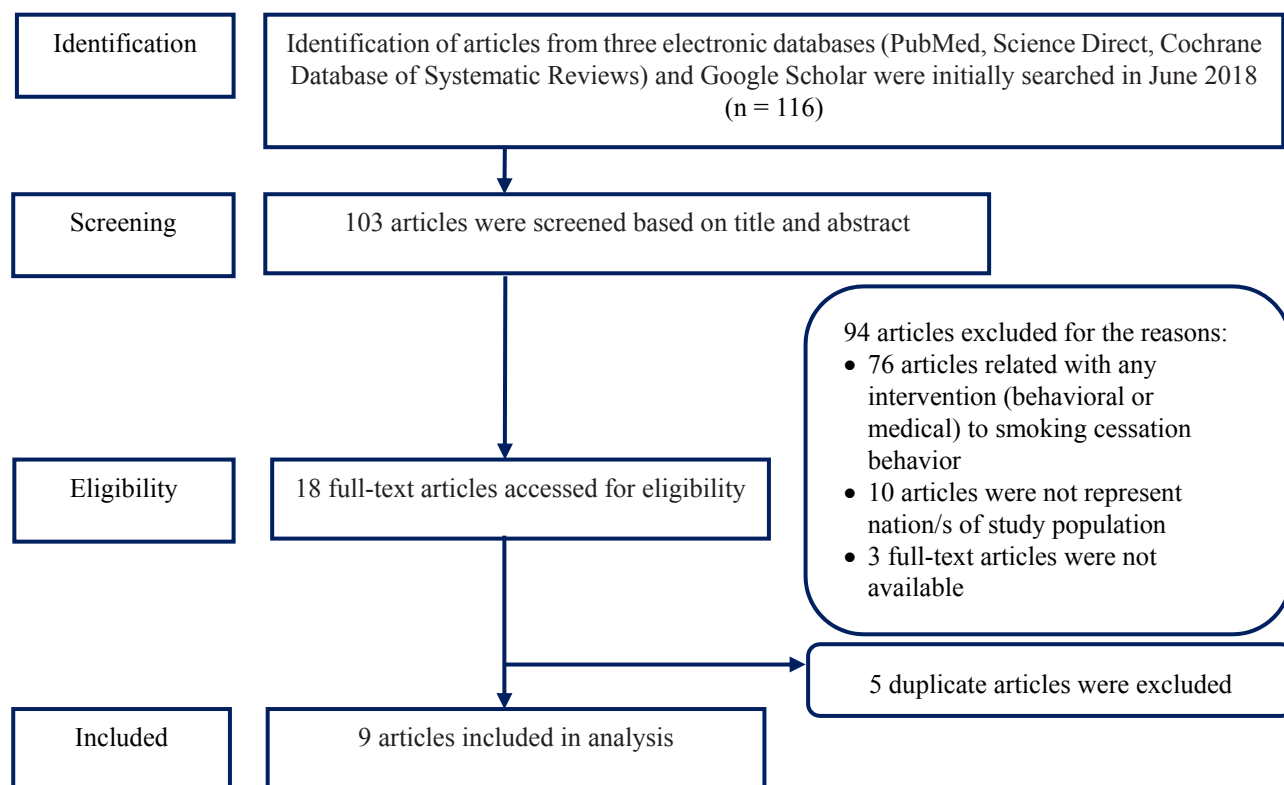 Identification
Identification of articles from three electronic databases (PubMed, Science Direct, Cochrane
Database of Systematic Reviews) and Google Scholar were initially searched in June 2018
(n = 116)
Screening
103 articles were screened based on title and abstract
94 articles excluded for the reasons:
• 76 articles related with any
intervention (behavioral or
medical) to smoking cessation
behavior
• 10 articles were not represent
nation/s of study population
• 3 full-text articles were not
available
Eligibility
18 full-text articles accessed for eligibility
5 duplicate articles were excluded
Included
9 articles included in analysis